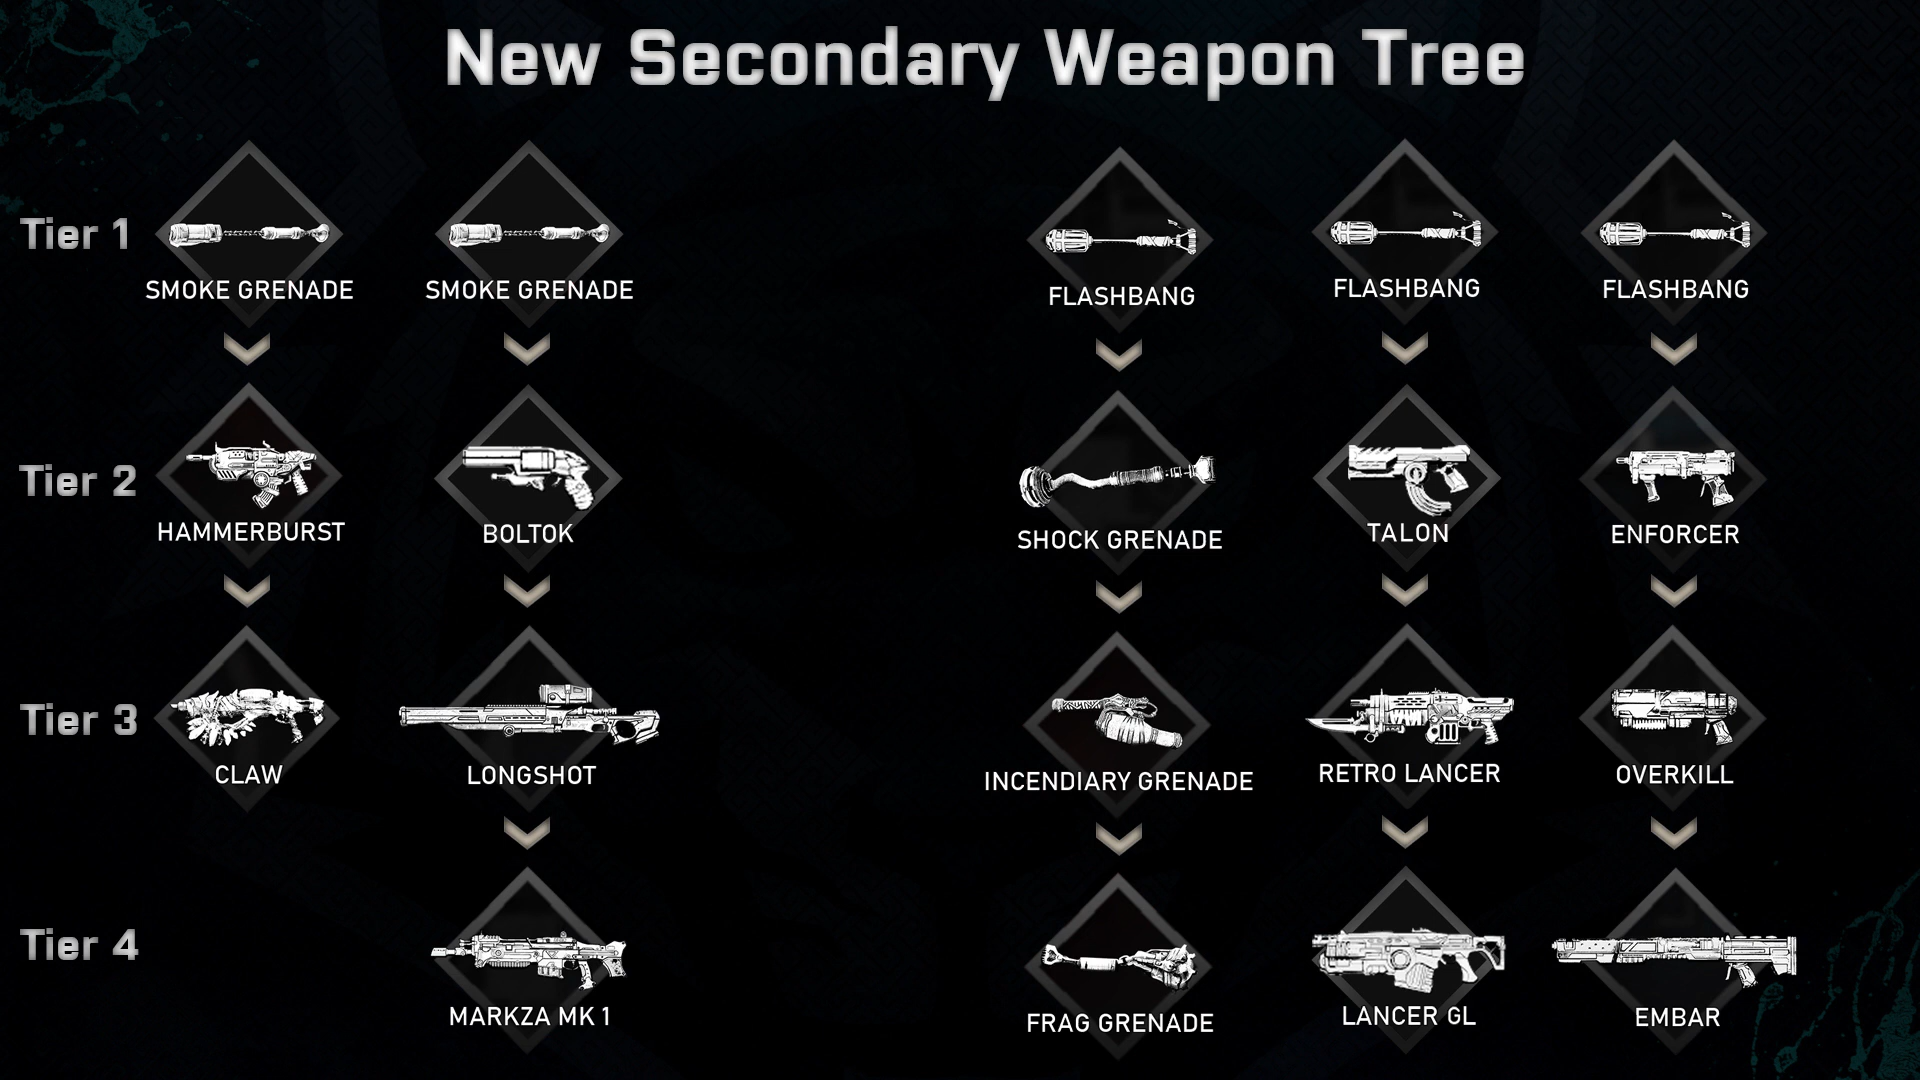 New Secondary Weapon Tree
Tier 1
SMOKE GRENADE
SMOKE GRENADE
FLASHBANG
FLASHBANG
FLASHBANG
Tier 2
HAMMERBURST
BOLTOK
SHOCK GRENADE
TALON
ENFORCER
Tier 3
CLAW
LONGSHOT
INCENDIARY GRENADE
RETRO LANCER
OVERKILL
Tier 4
MARKZA MK 1
FRAG GRENADE
LANCER GL
EMBAR